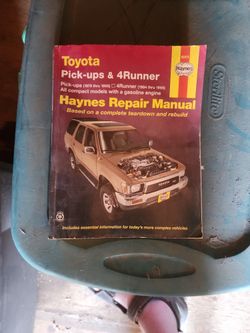 Toyota
Pick-ups & 4Runner
Haynes
Pick-ups (1979 thru 1995) 4Runner (1984 thru 1995)
All compact models with a gasoline engine
Haynes Repair Manual
Based on a complete teardown and rebuild
Includes essential information for today's more complex vehicles
Sterilite